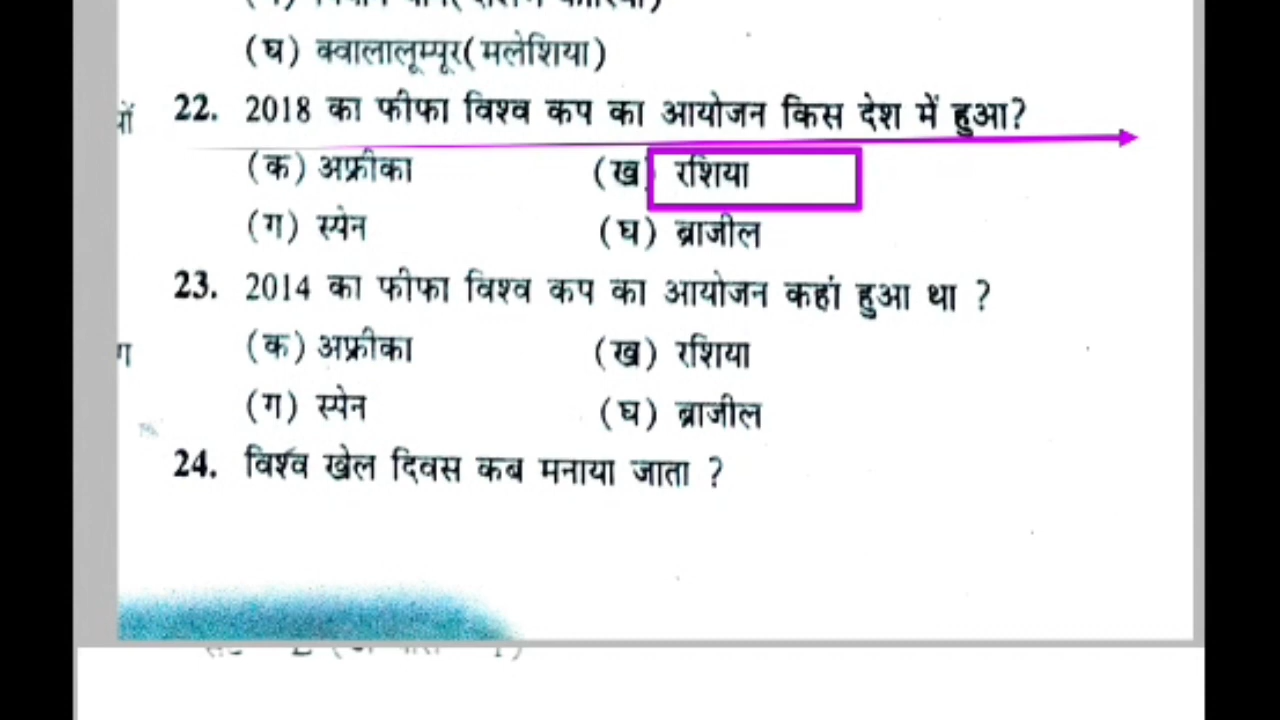 (घ) क्वालालूम्पूर(मलेशिया)
22. 2018 का फीफा विश्व कप का आयोजन किस देश में हुआ?
(क) अफ्रीका (ख) रशिया
(ग) स्पेन (घ) ब्राजील
23. 2014 का फीफा विश्व कप का आयोजन कहां हुआ था ?
(क) अफ्रीका (ख) रशिया
(ग) स्पेन (घ) ब्राजील
24. विश्व खेल दिवस कब मनाया जाता ?